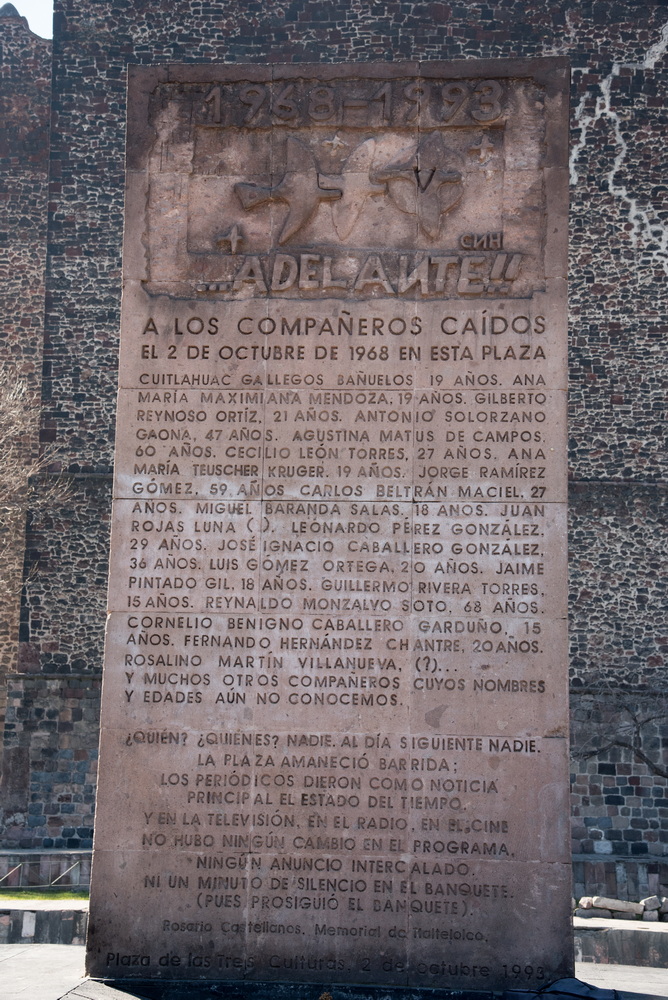 1968-1993
СИН
...ADELANTE!!
A LOS COMPAÑEROS CAÍDOS
EL 2 DE OCTUBRE DE 1968 EN ESTA PLAZA
CUITLAHUAC GALLEGOS BAÑUELOS 19 AÑOS. ANA
MARÍA MAXIMIANA MENDOZA, 19 AÑOS. GILBERTO
REYNOSO ORTÍZ, 21 AÑOS. ANTONIO SOLORZANO
GAONA, 47 AÑOS. AGUSTINA MATUS DE CAMPOS,
60 AÑOS. CECILIO LEÓN TORRES, 27 AÑOS. ANA
MARÍA TEUSCHER KRUGER. 19 AÑOS. JORGE RAMÍREZ
GÓMEZ, 59 AÑOS CARLOS BELTRÁN MACIEL, 27
AÑOS. MIGUEL BARANDA SALAS, 18 AÑOS. JUAN
ROJAS LUNA ( ). LEONARDO PÉREZ GONZÁLEZ.
29 AÑOS. JOSÉ IGNACIO CABALLERO GONZÁLEZ,
36 AÑOS. LUIS GÓMEZ ORTEGA, 20 AÑOS. JAIME
PINTADO GIL, 18 AÑOS. GUILLERMO RIVERA TORRES,
15 AÑOS. REYNALDO MONZALVO SOTO, 68 AÑOS.
CORNELIO BENIGNO CABALLERO GARDUÑO, 15
AÑOS. FERNANDO HERNÁNDEZ CHANTRE, 20 AÑOS.
ROSALINO MARTÍN VILLANUEVA, (?)...
Y MUCHOS OTROS COMPAÑEROS CUYOS NOMBRES
Y EDADES AÚN NO CONOCEMOS.
¿QUIÉN? ¿QUIÉNES? NADIE. AL DÍA SIGUIENTE NADIE.
LA PLAZA AMANECIÓ BARRIDA;
LOS PERIÓDICOS DIERON COMO NOTICIA
PRINCIPAL EL ESTADO DEL TIEMPO.
Y EN LA TELEVISIÓN, EN EL RADIO, EN EL CINE
NO HUBO NINGÚN CAMBIO EN EL PROGRAMA,
NINGÚN ANUNCIO INTERCALADO.
NI UN MINUTO DE SILENCIO EN EL BANQUETE.
(PUES PROSIGUIÓ EL BANQUETE).
Rosario Castellanos, Memorial de Tlatelolco.
Plaza de las Tres Culturas, 2 de octubre 1993.